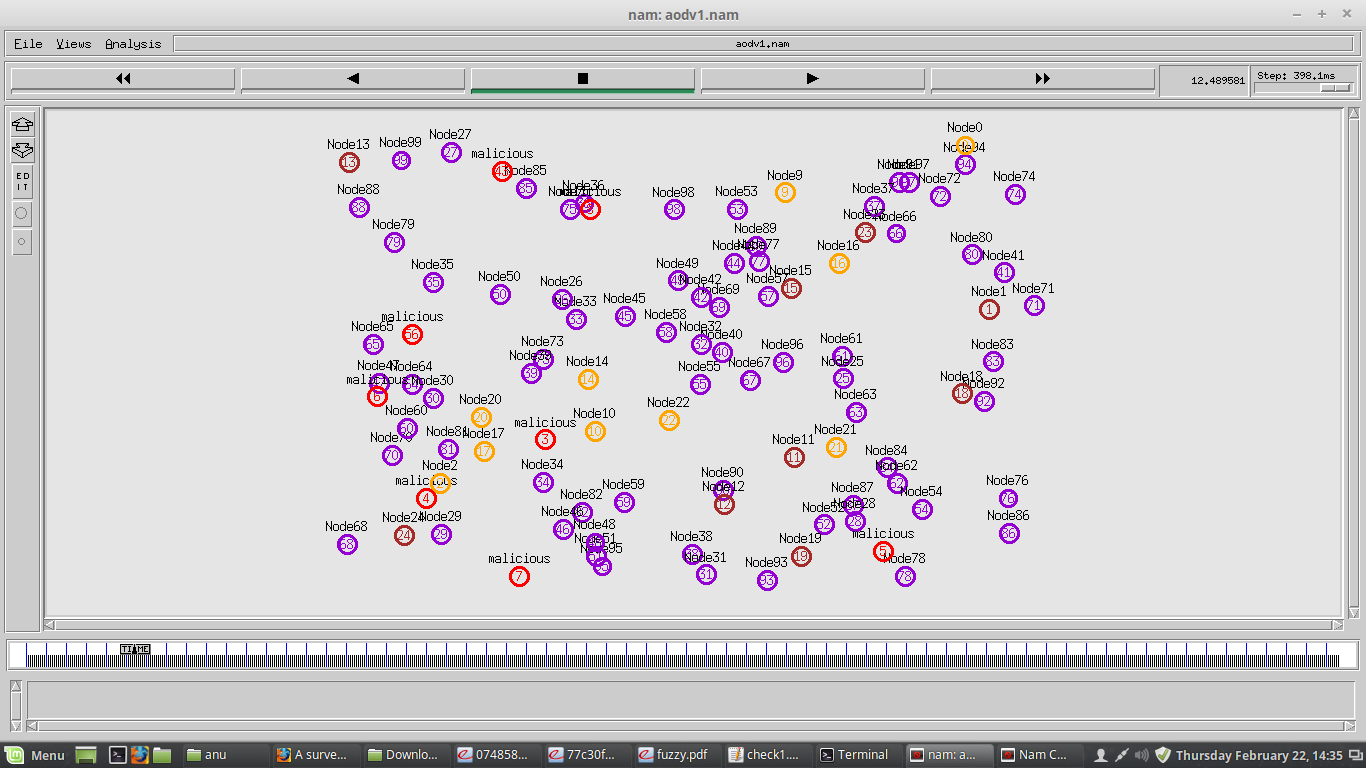 nam: aodv1.nam
File Views Analysis aodv1.nam
12.489581 Step: 398.1ms
ED
IT
Node0
Node27
Node13 Node99
13 99 27
malicious
43
Node94
94
Node85
85
Node9
9
Node97
97
Node72
72
Node74
74
Node88
88
Node36
malicious
75
Node98
98
Node53
53
Node37
37
Node66
66
23
Node79
79
Node89
Node77
44 77
Node16
16
Node80
80
Node41
41
Node35
35
Node50
50
Node26
Node49
Node42
42
Node69
69
Node57
57
Node15
15
Node1
1
Node71
71
Node33
33
Node45
45
malicious
56
Node65
65
Node58
58
Node32
32
Node40
40
Node61
Node25
25
Node96
96
Node83
83
Node73
39
Node14
14
Node55
55
Node67
67
Node47
Node64
malicious
6
Node30
30
Node18
18
Node92
92
Node20
20
Node63
63
Node22
22
Node60
60
malicious
3
Node10
10
Node70
70
Node81
81
Node17
17
Node11
11
Node21
21
Node2
malicious
4
Node34
34
Node84
Node62
62
Node90
Node12
12
Node59
59
Node82
Node54
54
Node76
76
Node87
Node28
28
52
Node86
86
Node68
68
Node24
24
Node29
29
Node46
46
Node48
Node51
Node95
Node38
Node31
31
Node19
19
malicious
5
malicious
7
Node93
93
Node78
78
TIME
Menu anu A surve... Downlo... 074858... 77c30f... fuzzy.pdf check1.... Terminal nam: a... Nam C... Thursday February 22, 14:35